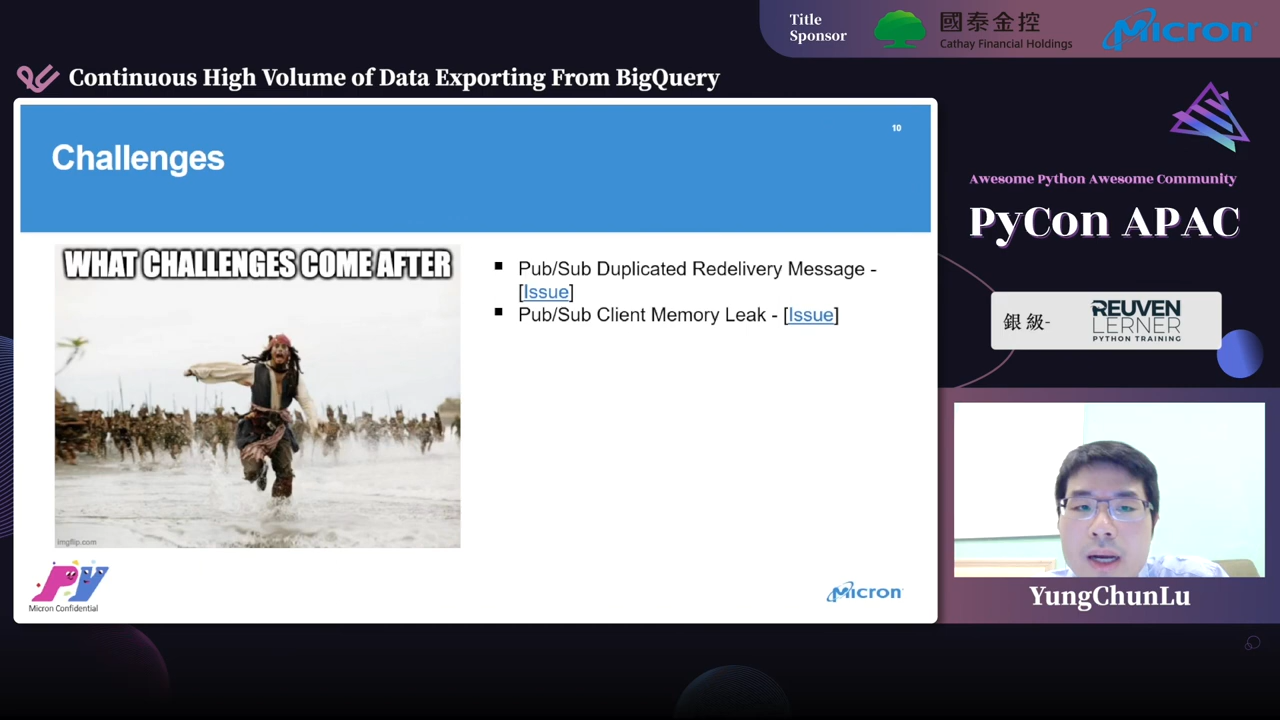 Title
Sponsor
國泰金控
Cathay Financial Holdings
Micron
Continuous High Volume of Data Exporting From BigQuery
10
Challenges
WHAT CHALLENGES COME AFTER
▪ Pub/Sub Duplicated Redelivery Message -
[Issue]
▪ Pub/Sub Client Memory Leak - [Issue]
imgflip.com
PY
Micron Confidential
Micron
Awesome Python Awesome Community
PyCon APAC
銀級-
REUVEN
LERNER
PYTHON TRAINING
YungChunLu